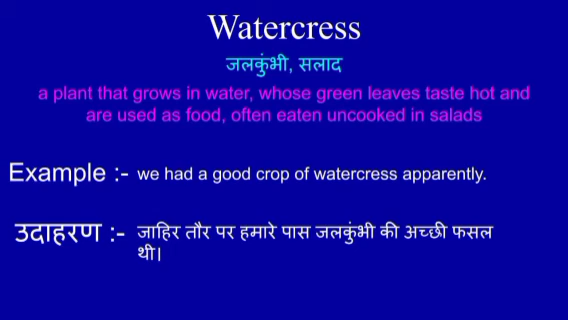 Watercress
जलकुंभी, सलाद
a plant that grows in water, whose green leaves taste hot and
are used as food, often eaten uncooked in salads
Example :- we had a good crop of watercress apparently.
उदाहरण :- जाहिर तौर पर हमारे पास जलकुंभी की अच्छी फसल
थी।